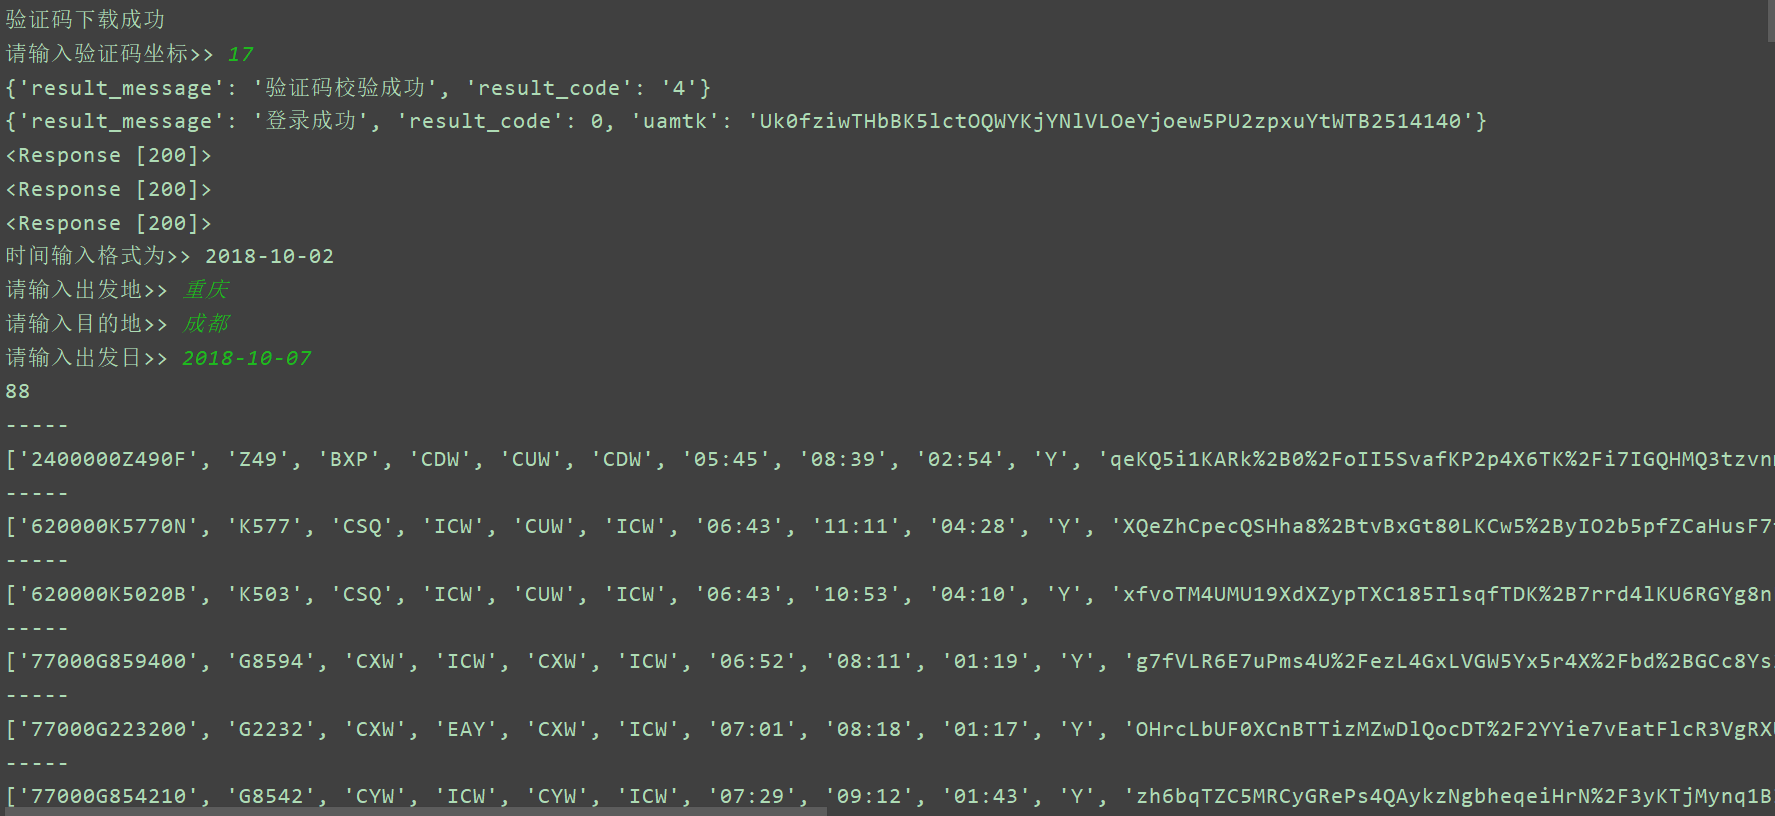 验证码下载成功
请输入验证码坐标>> 17
{'result_message': '验证码校验成功', 'result_code': '4'}
{'result_message': '登录成功', 'result_code': 0, 'uamtk': 'Uk0fziwTHbBK5lctOQWYKjYNlVLOeYjoew5PU2zpxuYtWTB2514140'}
<Response [200]>
<Response [200]>
<Response [200]>
时间输入格式为>> 2018-10-02
请输入出发地>> 重庆
请输入目的地>> 成都
请输入出发日>> 2018-10-07
88
-----
['2400000Z490F', 'Z49', 'BXP', 'CDW', 'CUW', 'CDW', '05:45', '08:39', '02:54', 'Y', 'qeKQ5i1KARk%2B0%2FoII5SvafKP2p4X6TK%2Fi7IGQHMQ3tzvn
-----
['620000K5770N', 'K577', 'CSQ', 'ICW', 'CUW', 'ICW', '06:43', '11:11', '04:28', 'Y', 'XQeZhCpecQSHha8%2BtvBxGt80LKCw5%2ByIO2b5pfZCaHusF7
-----
['620000K5020B', 'K503', 'CSQ', 'ICW', 'CUW', 'ICW', '06:43', '10:53', '04:10', 'Y', 'xfvoTM4UMU19XdXZypTXC185IlsqfTDK%2B7rrd4lKU6RGYg8n
-----
['77000G859400', 'G8594', 'CXW', 'ICW', 'CXW', 'ICW', '06:52', '08:11', '01:19', 'Y', 'g7fVLR6E7uPms4U%2FezL4GxLVGW5Yx5r4X%2Fbd%2BGCc8Ys
-----
['77000G223200', 'G2232', 'CXW', 'EAY', 'CXW', 'ICW', '07:01', '08:18', '01:17', 'Y', 'OHrcLbUF0XCnBTTizMZwDlQocDT%2F2YYie7vEatFlcR3VgRX
-----
['77000G854210', 'G8542', 'CYW', 'ICW', 'CYW', 'ICW', '07:29', '09:12', '01:43', 'Y', 'zh6bqTZC5MRCyGRePs4QAykzNgbheqeiHrN%2F3yKTjMynq1B